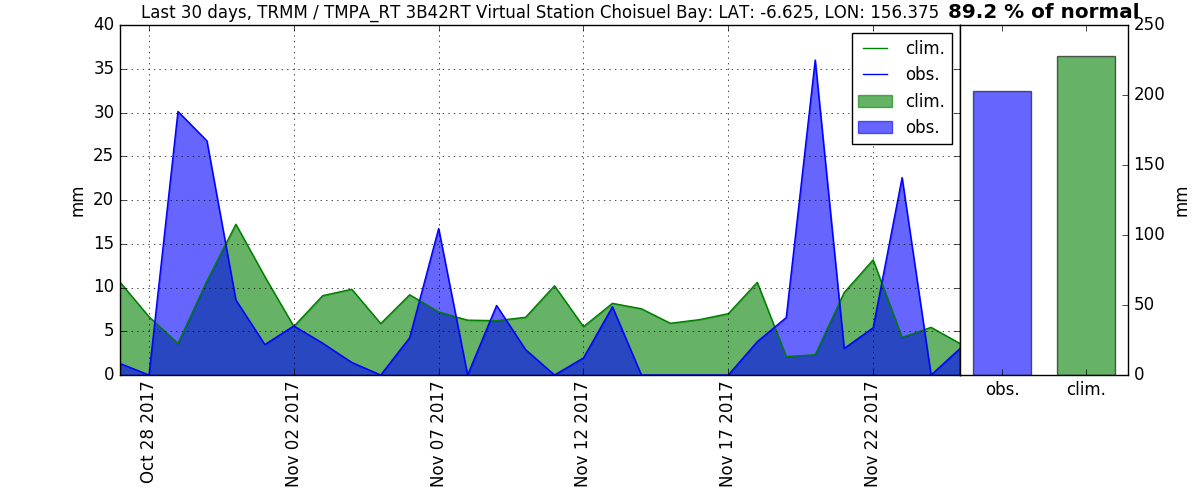 Last 30 days, TRMM / TMPA_RT 3B42RT Virtual Station Choisuel Bay: LAT: -6.625, LON: 156.375 89.2 % of normal
40
35
30
25
20
15
10
5
0
mm
clim.
obs.
clim.
obs.
250
200
150
100
50
0
mm
Oct 28 2017
Nov 02 2017
Nov 07 2017
Nov 12 2017
Nov 17 2017
Nov 22 2017
obs.
clim.